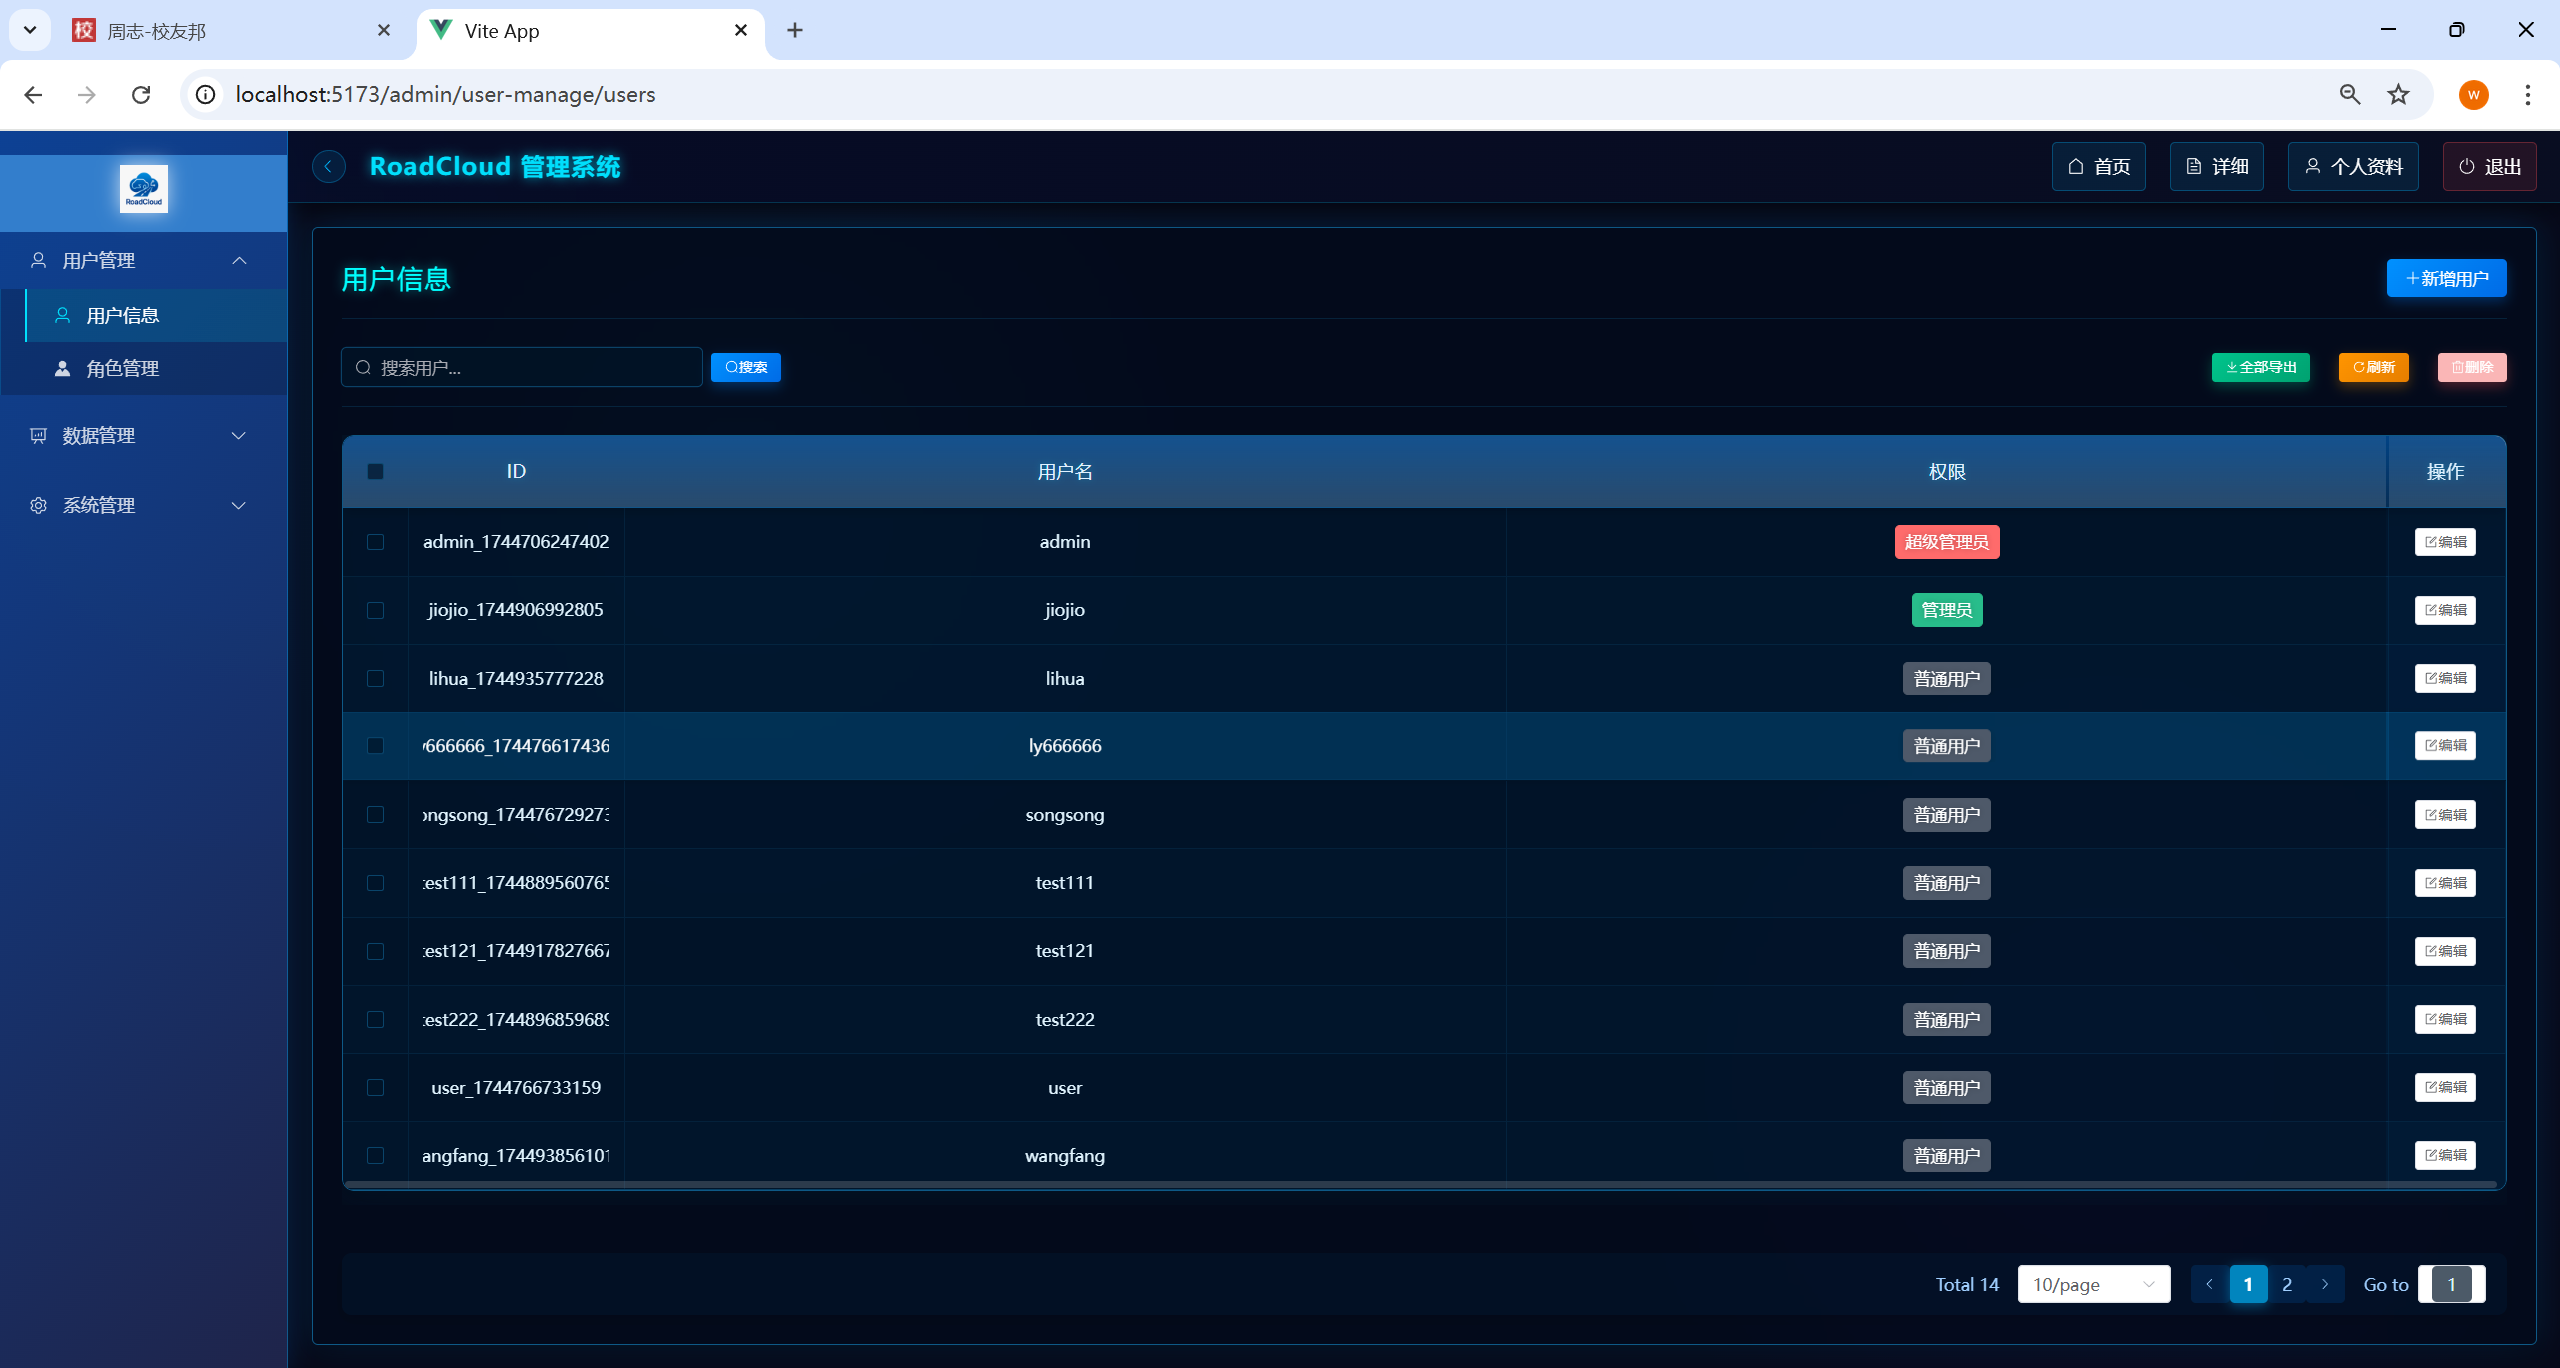 周志-校友邦
Vite App
localhost:5173/admin/user-manage/users
W
RoadCloud
RoadCloud 管理系统
首页
详细
个人资料
退出
用户管理
用户信息
角色管理
数据管理
系统管理
用户信息
新增用户
搜索用户...
搜索
全部导出
刷新
删除
ID 用户名 权限 操作
admin_1744706247402 admin 超级管理员 编辑
jiojio_1744906992805 jiojio 管理员 编辑
lihua_1744935777228 lihua 普通用户 编辑
y666666_174476617436 ly666666 普通用户 编辑
ongsong_174476729273 songsong 普通用户 编辑
test111_1744889560765 test111 普通用户 编辑
test121_1744917827667 test121 普通用户 编辑
test222_1744896859689 test222 普通用户 编辑
user_1744766733159 user 普通用户 编辑
angfang_174493856101 wangfang 普通用户 编辑
Total 14 10/page 1 2 Go to 1